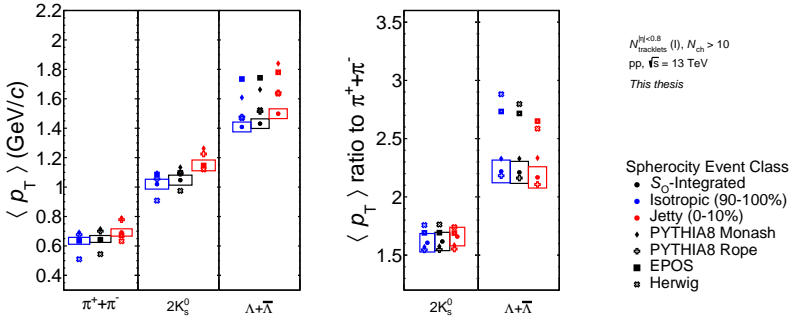 ⟨ p_T ⟩ (GeV/c)
2.2
2
1.8
1.6
1.4
1.2
1
0.8
0.6
0.4
π⁺+π⁻
2K⁰ₛ
Λ+Λ̅
⟨ p_T ⟩ ratio to π⁺+π⁻
3.5
3
2.5
2
1.5
2K⁰ₛ
Λ+Λ̅
N^{|η|<0.8}_{tracklets} (I), N_ch > 10
pp, √s = 13 TeV
This thesis
Spherocity Event Class
S_O-Integrated
Isotropic (90-100%)
Jetty (0-10%)
PYTHIA8 Monash
PYTHIA8 Rope
EPOS
Herwig